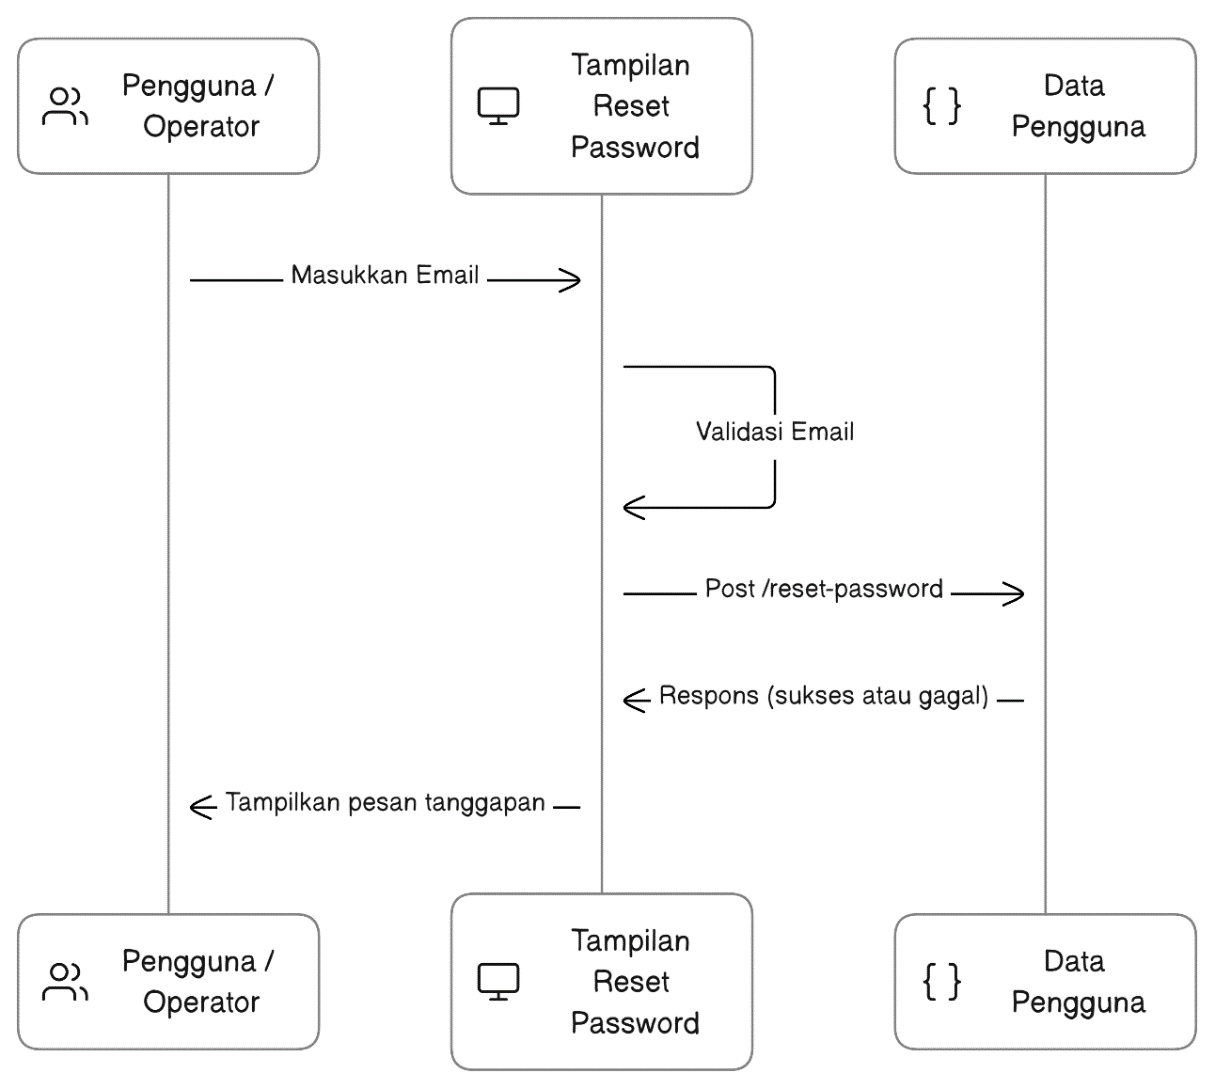 Pengguna /
Operator
Tampilan
Reset
Password
{ }
Data
Pengguna
Masukkan Email
Validasi Email
Post /reset-password
Respons (sukses atau gagal)
Tampilkan pesan tanggapan
Pengguna /
Operator
Tampilan
Reset
Password
{ }
Data
Pengguna